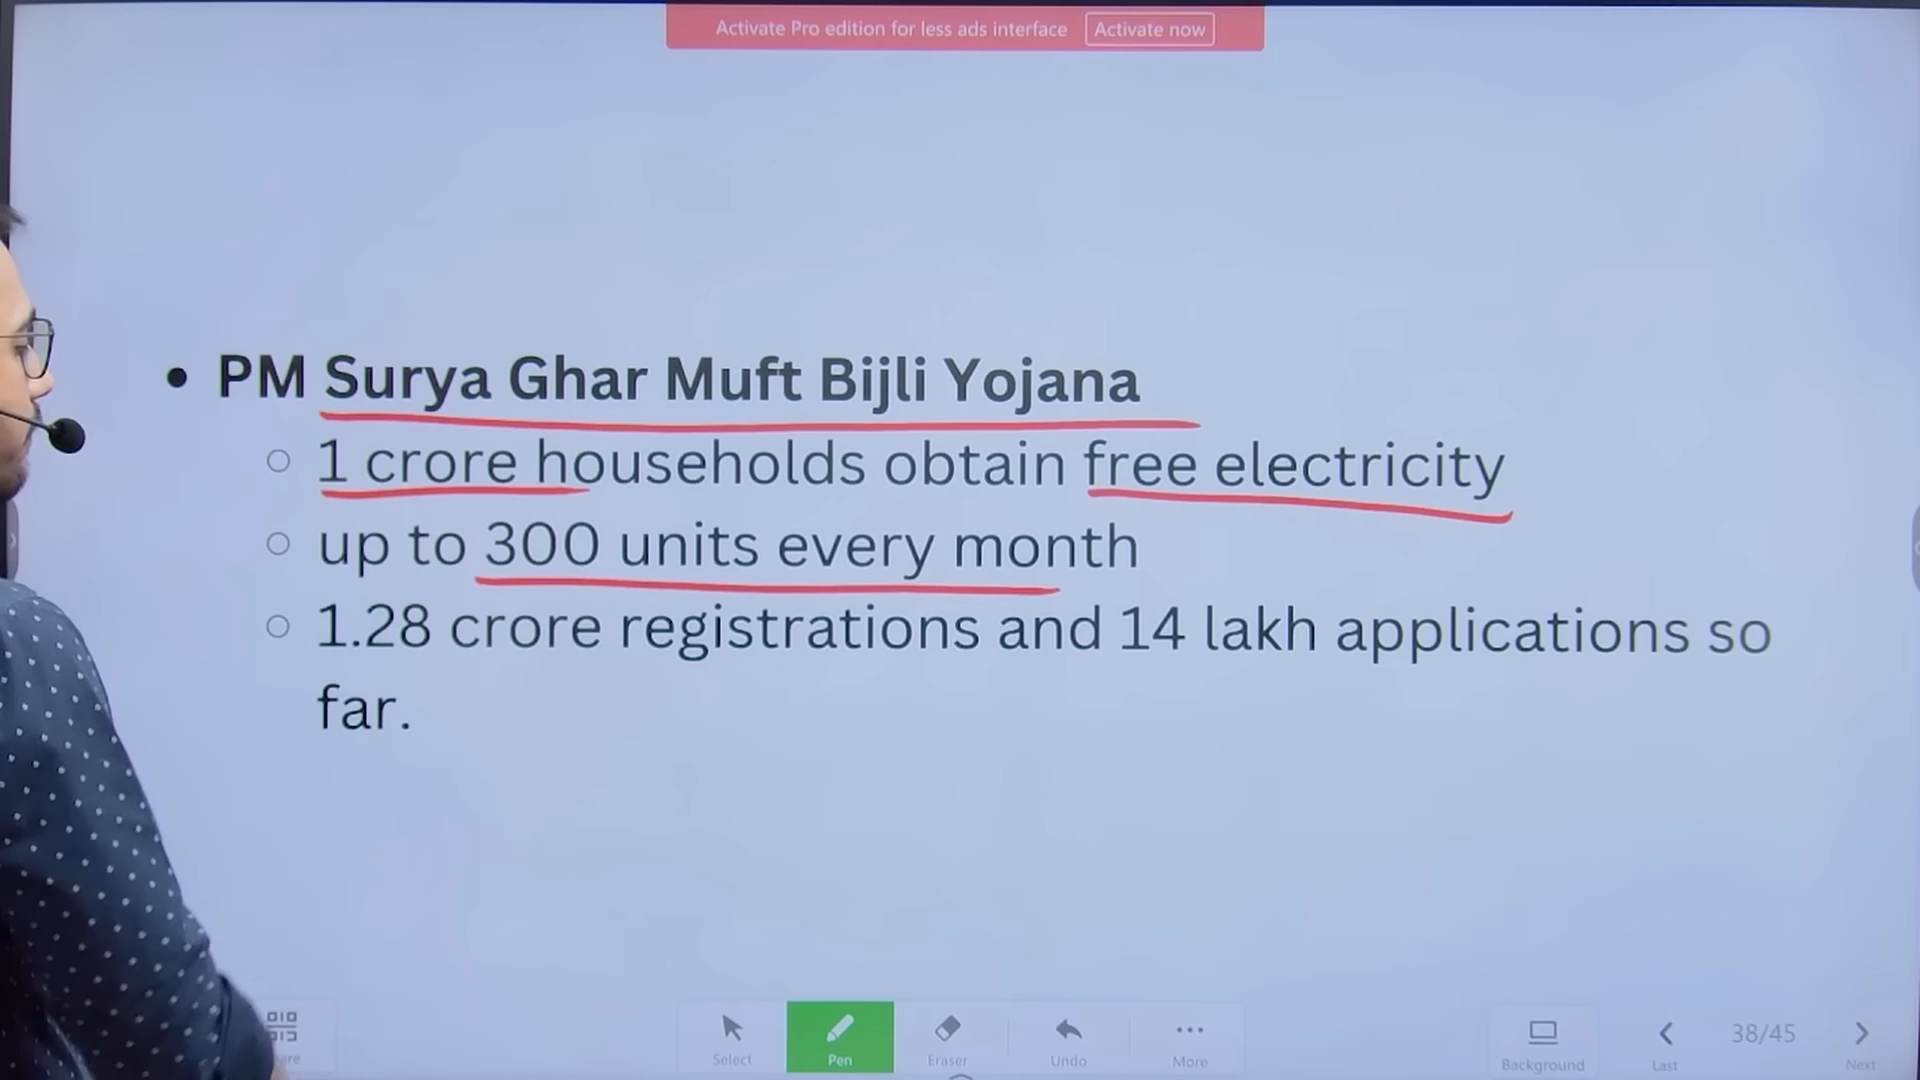 Activate Pro edition for less ads interface Activate now
• PM Surya Ghar Muft Bijli Yojana
○ 1 crore households obtain free electricity
○ up to 300 units every month
○ 1.28 crore registrations and 14 lakh applications so
far.
Select Pen Eraser Undo More Background Last 38/45 Next